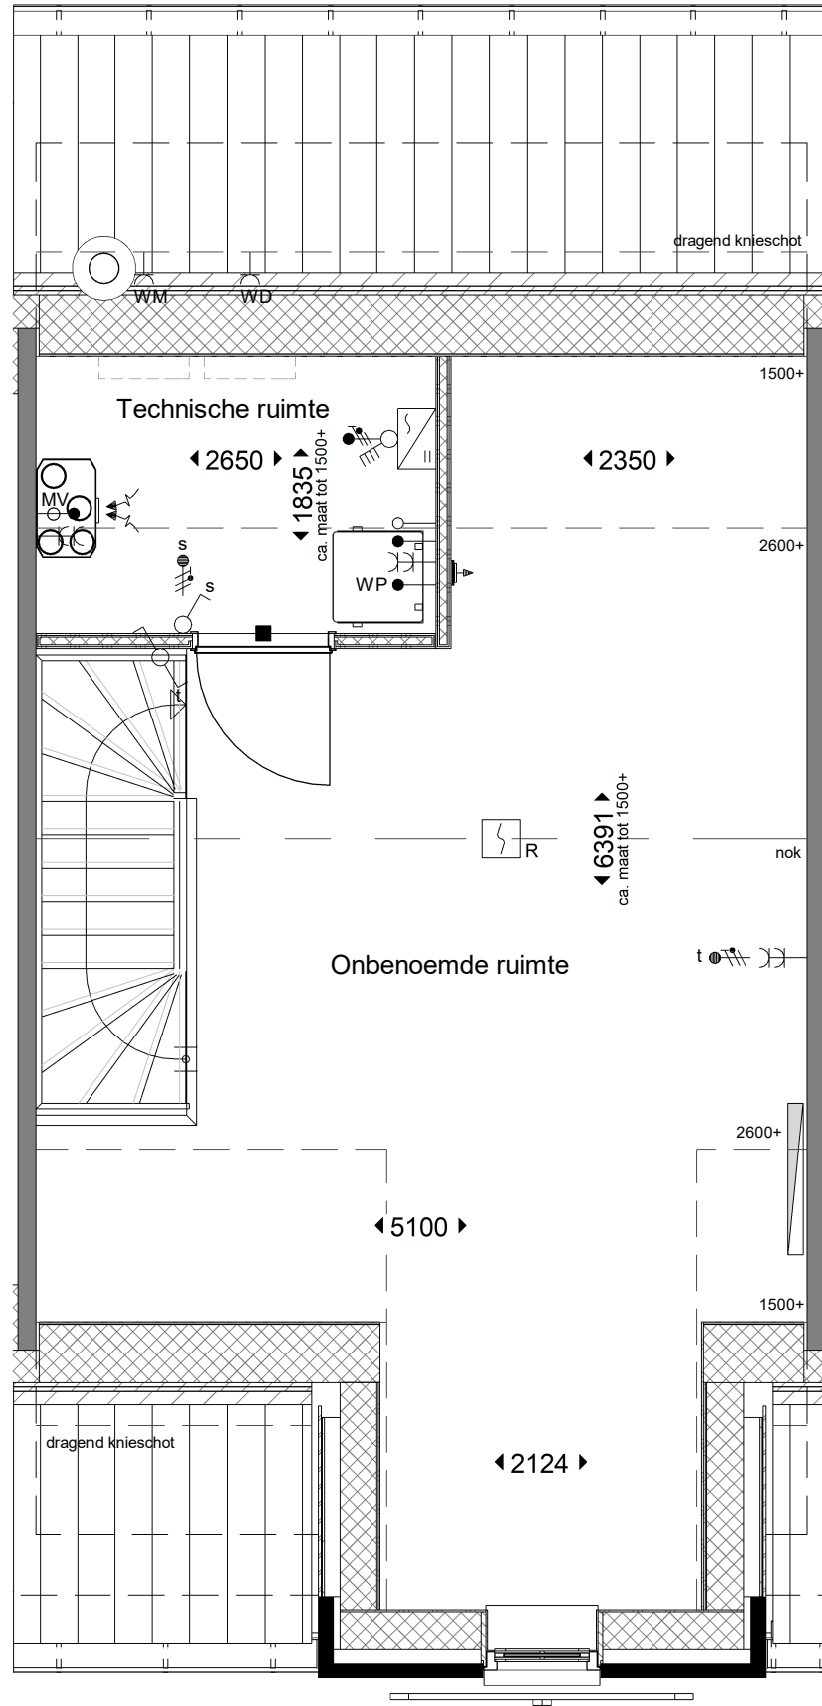 dragend knieschot
WM
WD
1500+
Technische ruimte
2650
1835
ca. maat tot 1500+
2350
MV
2600+
s
s
WP
t
6391
ca. maat tot 1500+
R
nok
t
Onbenoemde ruimte
2600+
5100
1500+
dragend knieschot
2124